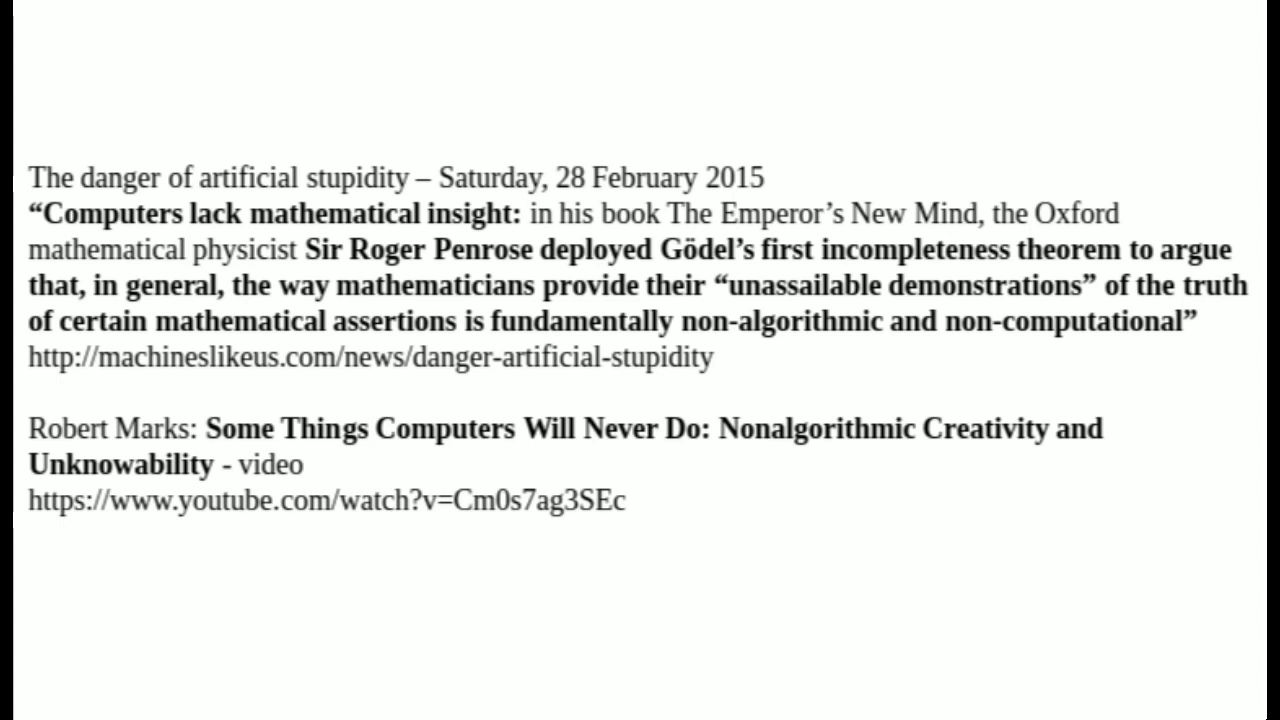 The danger of artificial stupidity – Saturday, 28 February 2015
“Computers lack mathematical insight: in his book The Emperor’s New Mind, the Oxford
mathematical physicist Sir Roger Penrose deployed Gödel’s first incompleteness theorem to argue
that, in general, the way mathematicians provide their “unassailable demonstrations” of the truth
of certain mathematical assertions is fundamentally non-algorithmic and non-computational”
http://machineslikeus.com/news/danger-artificial-stupidity
Robert Marks: Some Things Computers Will Never Do: Nonalgorithmic Creativity and
Unknowability - video
https://www.youtube.com/watch?v=Cm0s7ag3SEc